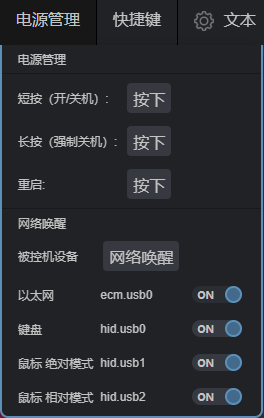 电源管理 快捷键 文本
电源管理
短按（开/关机）: 按下
长按（强制关机）: 按下
重启: 按下
网络唤醒
被控机设备 网络唤醒
以太网 ecm.usb0 ON
键盘 hid.usb0 ON
鼠标 绝对模式 hid.usb1 ON
鼠标 相对模式 hid.usb2 ON